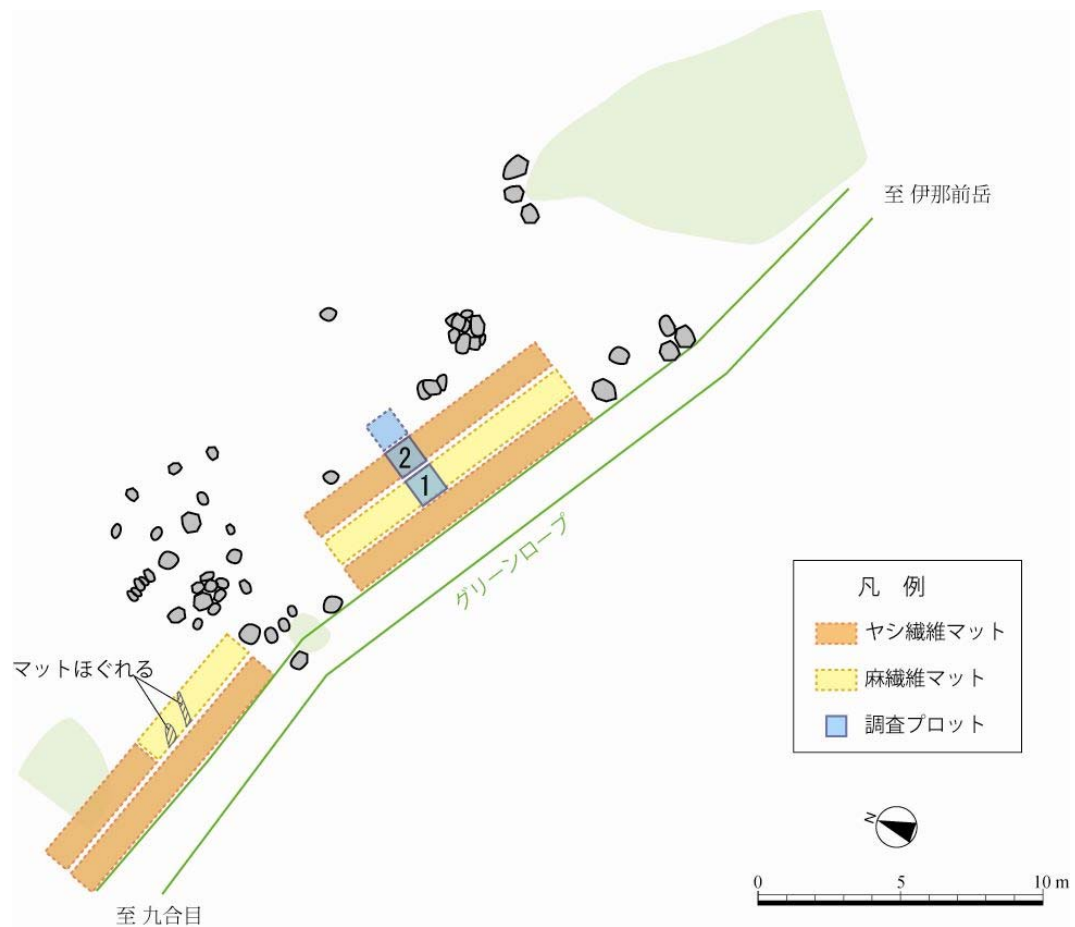 至 伊那前岳
2
1
グリーンロープ
マットほぐれる
凡 例
ヤシ繊維マット
麻繊維マット
調査プロット
N
0 5 10 m
至 九合目